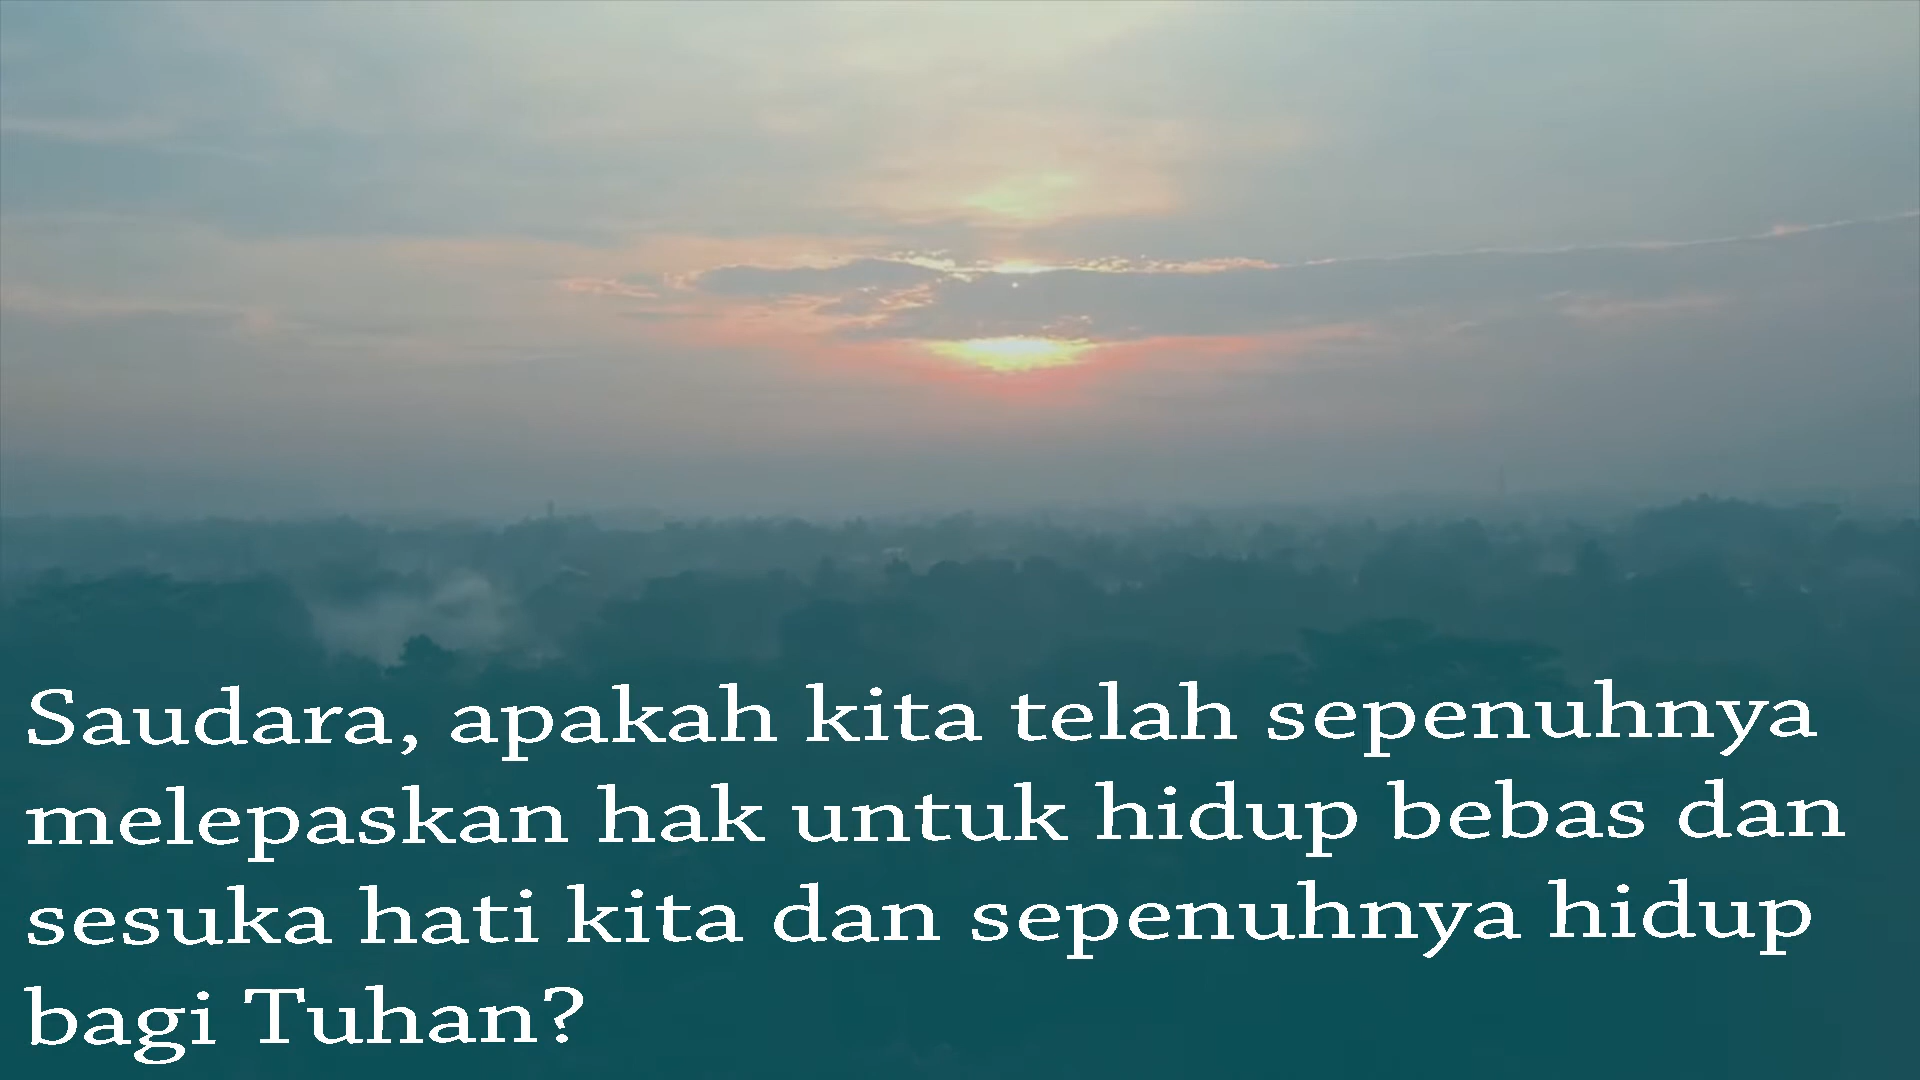 Saudara, apakah kita telah sepenuhnya
melepaskan hak untuk hidup bebas dan
sesuka hati kita dan sepenuhnya hidup
bagi Tuhan?